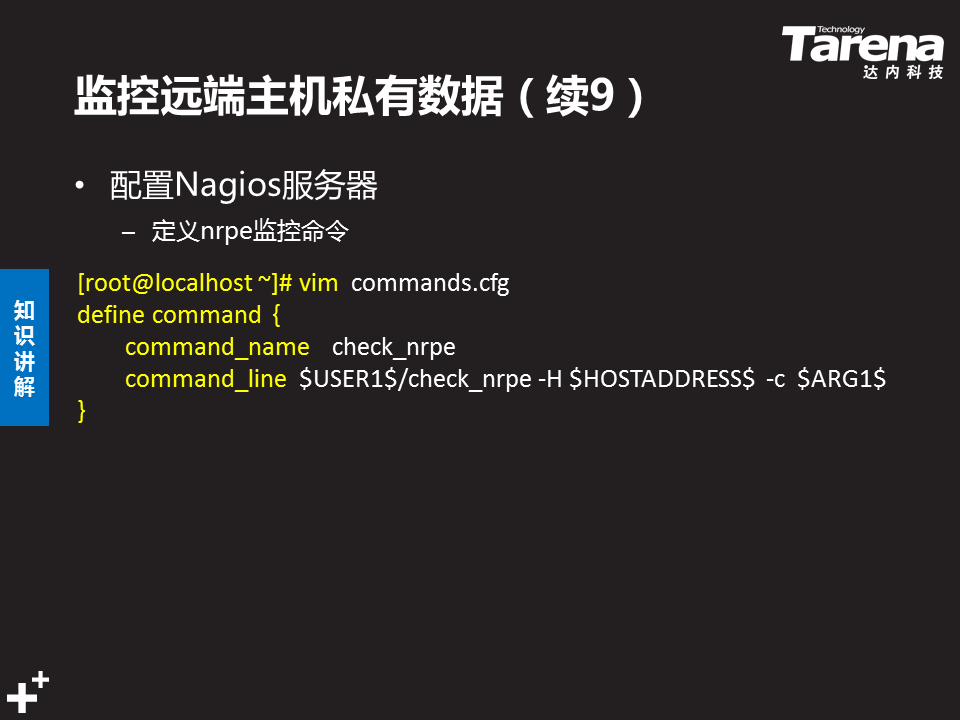 Technology
Tarena
达内科技
监控远端主机私有数据（续9）
• 配置Nagios服务器
– 定义nrpe监控命令
[root@localhost ~]# vim commands.cfg
define command {
command_name check_nrpe
command_line $USER1$/check_nrpe -H $HOSTADDRESS$ -c $ARG1$
}
知识讲解